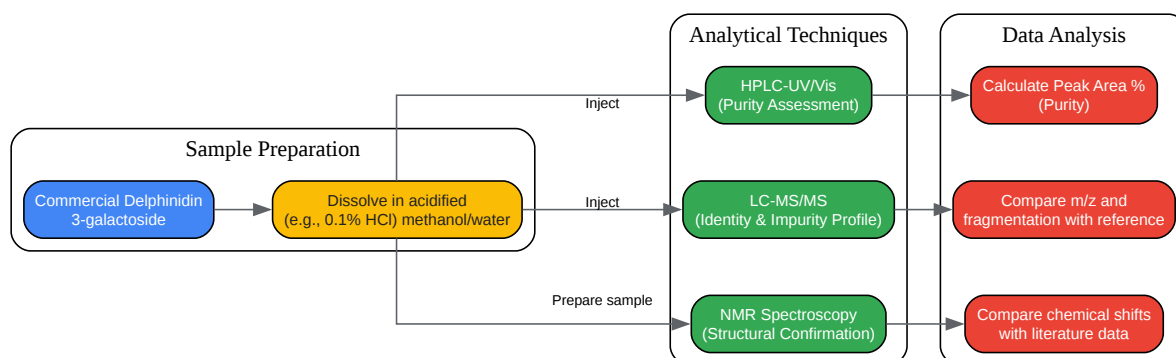 Analytical Techniques
Data Analysis
HPLC-UV/Vis
(Purity Assessment)
Calculate Peak Area %
(Purity)
Inject
Sample Preparation
Commercial Delphinidin
3-galactoside
Dissolve in acidified
(e.g., 0.1% HCl) methanol/water
Inject
LC-MS/MS
(Identity & Impurity Profile)
Compare m/z and
fragmentation with reference
Prepare sample
NMR Spectroscopy
(Structural Confirmation)
Compare chemical shifts
with literature data